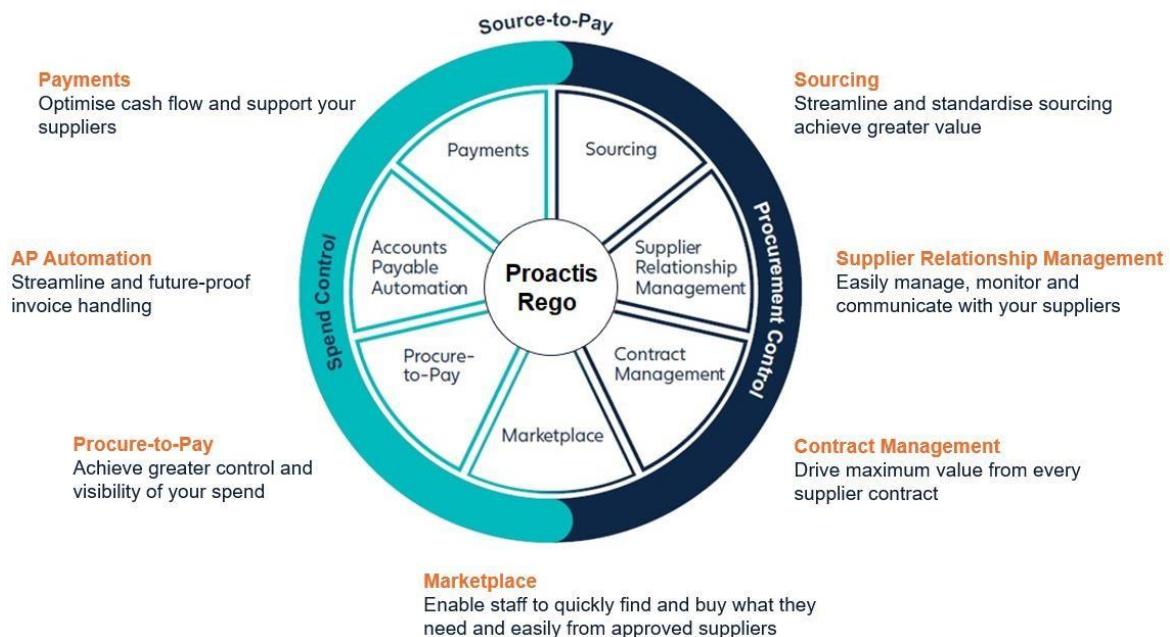 Source-to-Pay
Payments
Optimise cash flow and support your
suppliers
Sourcing
Streamline and standardise sourcing
achieve greater value
AP Automation
Streamline and future-proof
invoice handling
Supplier Relationship Management
Easily manage, monitor and
communicate with your suppliers
Procure-to-Pay
Achieve greater control and
visibility of your spend
Contract Management
Drive maximum value from every
supplier contract
Marketplace
Enable staff to quickly find and buy what they
need and easily from approved suppliers
Spend Control
Procurement Control
Payments
Sourcing
Accounts
Payable
Automation
Supplier
Relationship
Management
Proactis
Rego
Procure-
to-Pay
Contract
Management
Marketplace